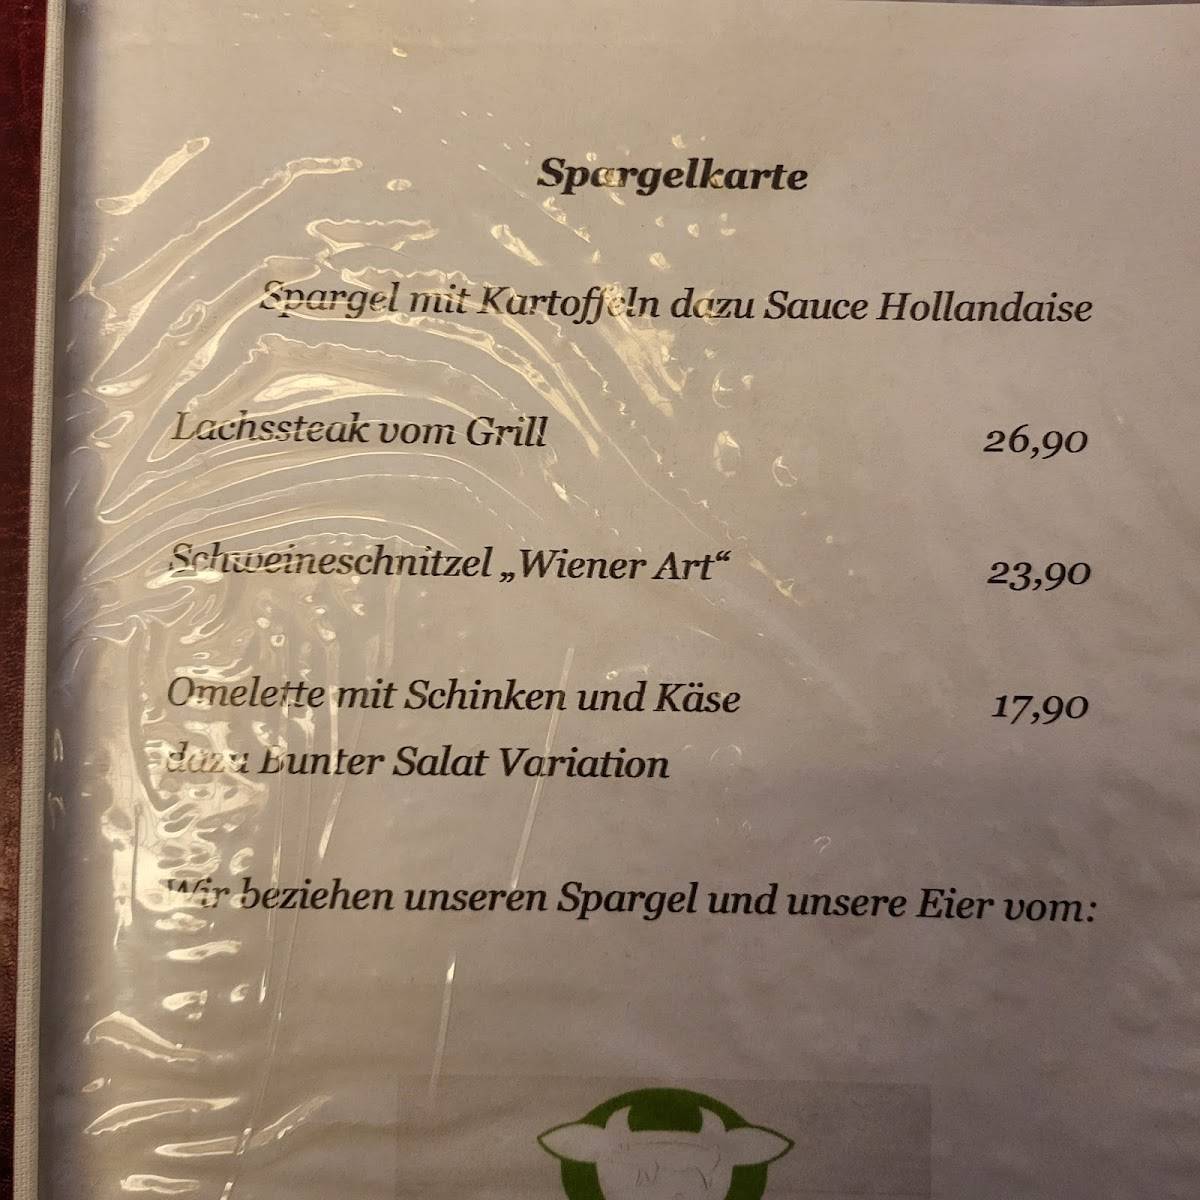 Spargelkarte
Spargel mit Kartoffeln dazu Sauce Hollandaise
Lachssteak vom Grill 26,90
Schweineschnitzel „Wiener Art“ 23,90
Omelette mit Schinken und Käse 17,90
dazu Bunter Salat Variation
Wir beziehen unseren Spargel und unsere Eier vom: